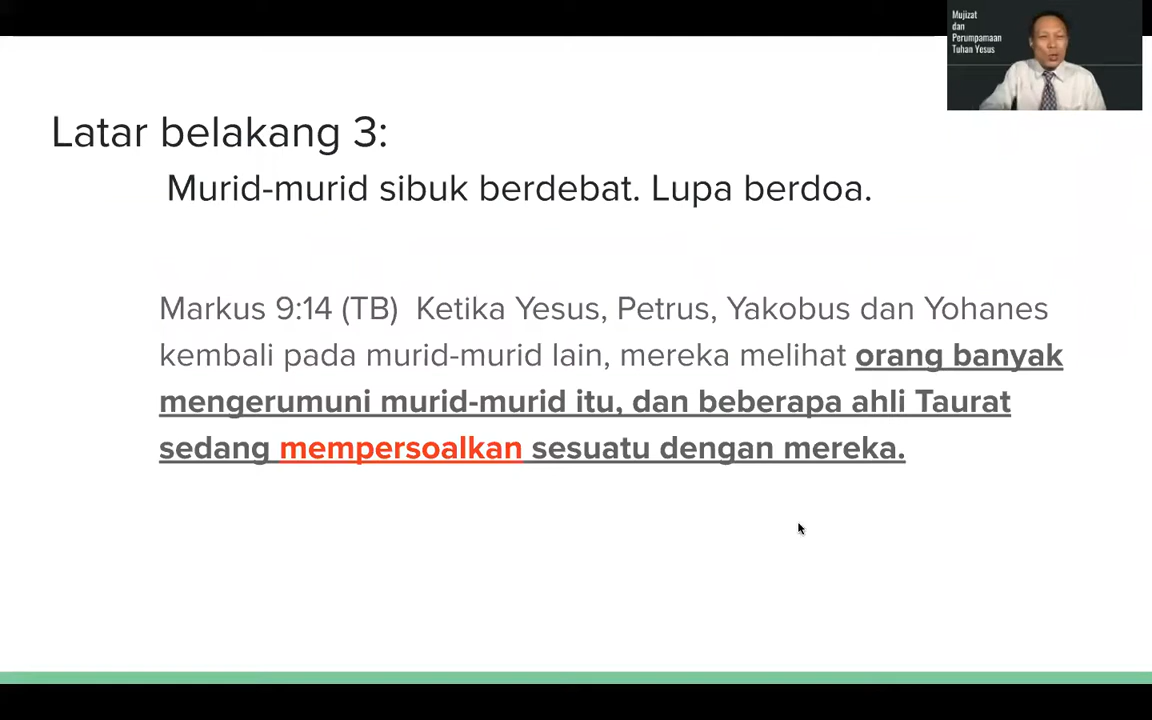 Mujizat
dan
Perumpamaan
Tuhan Yesus
Latar belakang 3:
Murid-murid sibuk berdebat. Lupa berdoa.
Markus 9:14 (TB)  Ketika Yesus, Petrus, Yakobus dan Yohanes
kembali pada murid-murid lain, mereka melihat orang banyak
mengerumuni murid-murid itu, dan beberapa ahli Taurat
sedang mempersoalkan sesuatu dengan mereka.